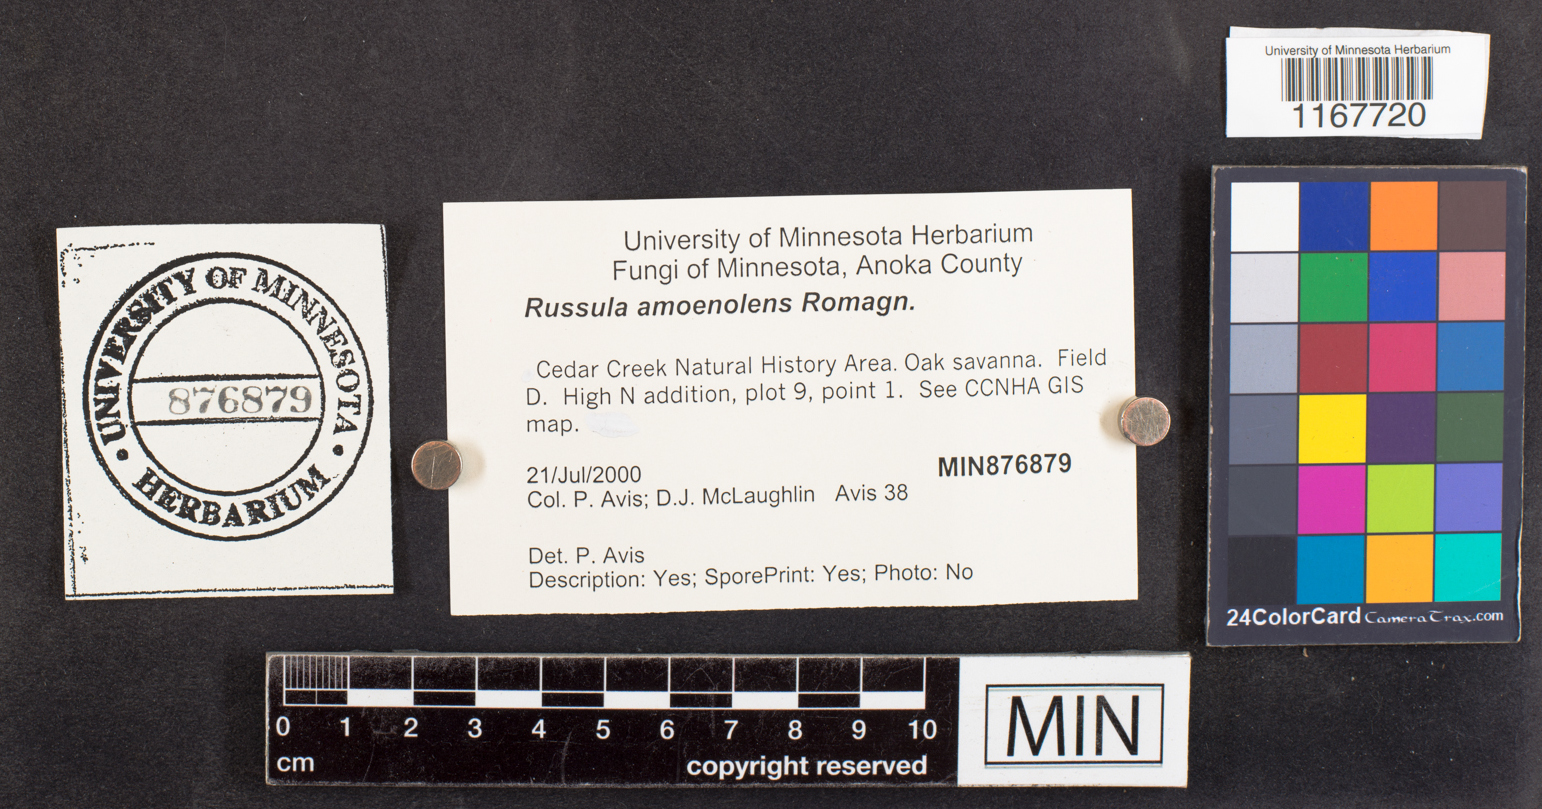 University of Minnesota Herbarium
1167720
UNIVERSITY OF MINNESOTA
876879
HERBARIUM
University of Minnesota Herbarium
Fungi of Minnesota, Anoka County
Russula amoenolens Romagn.
Cedar Creek Natural History Area. Oak savanna. Field
D. High N addition, plot 9, point 1. See CCNHA GIS
map.
21/Jul/2000
MIN876879
Col. P. Avis; D.J. McLaughlin Avis 38
Det. P. Avis
Description: Yes; SporePrint: Yes; Photo: No
24ColorCard CameraTrax.com
0 1 2 3 4 5 6 7 8 9 10
cm
copyright reserved
MIN